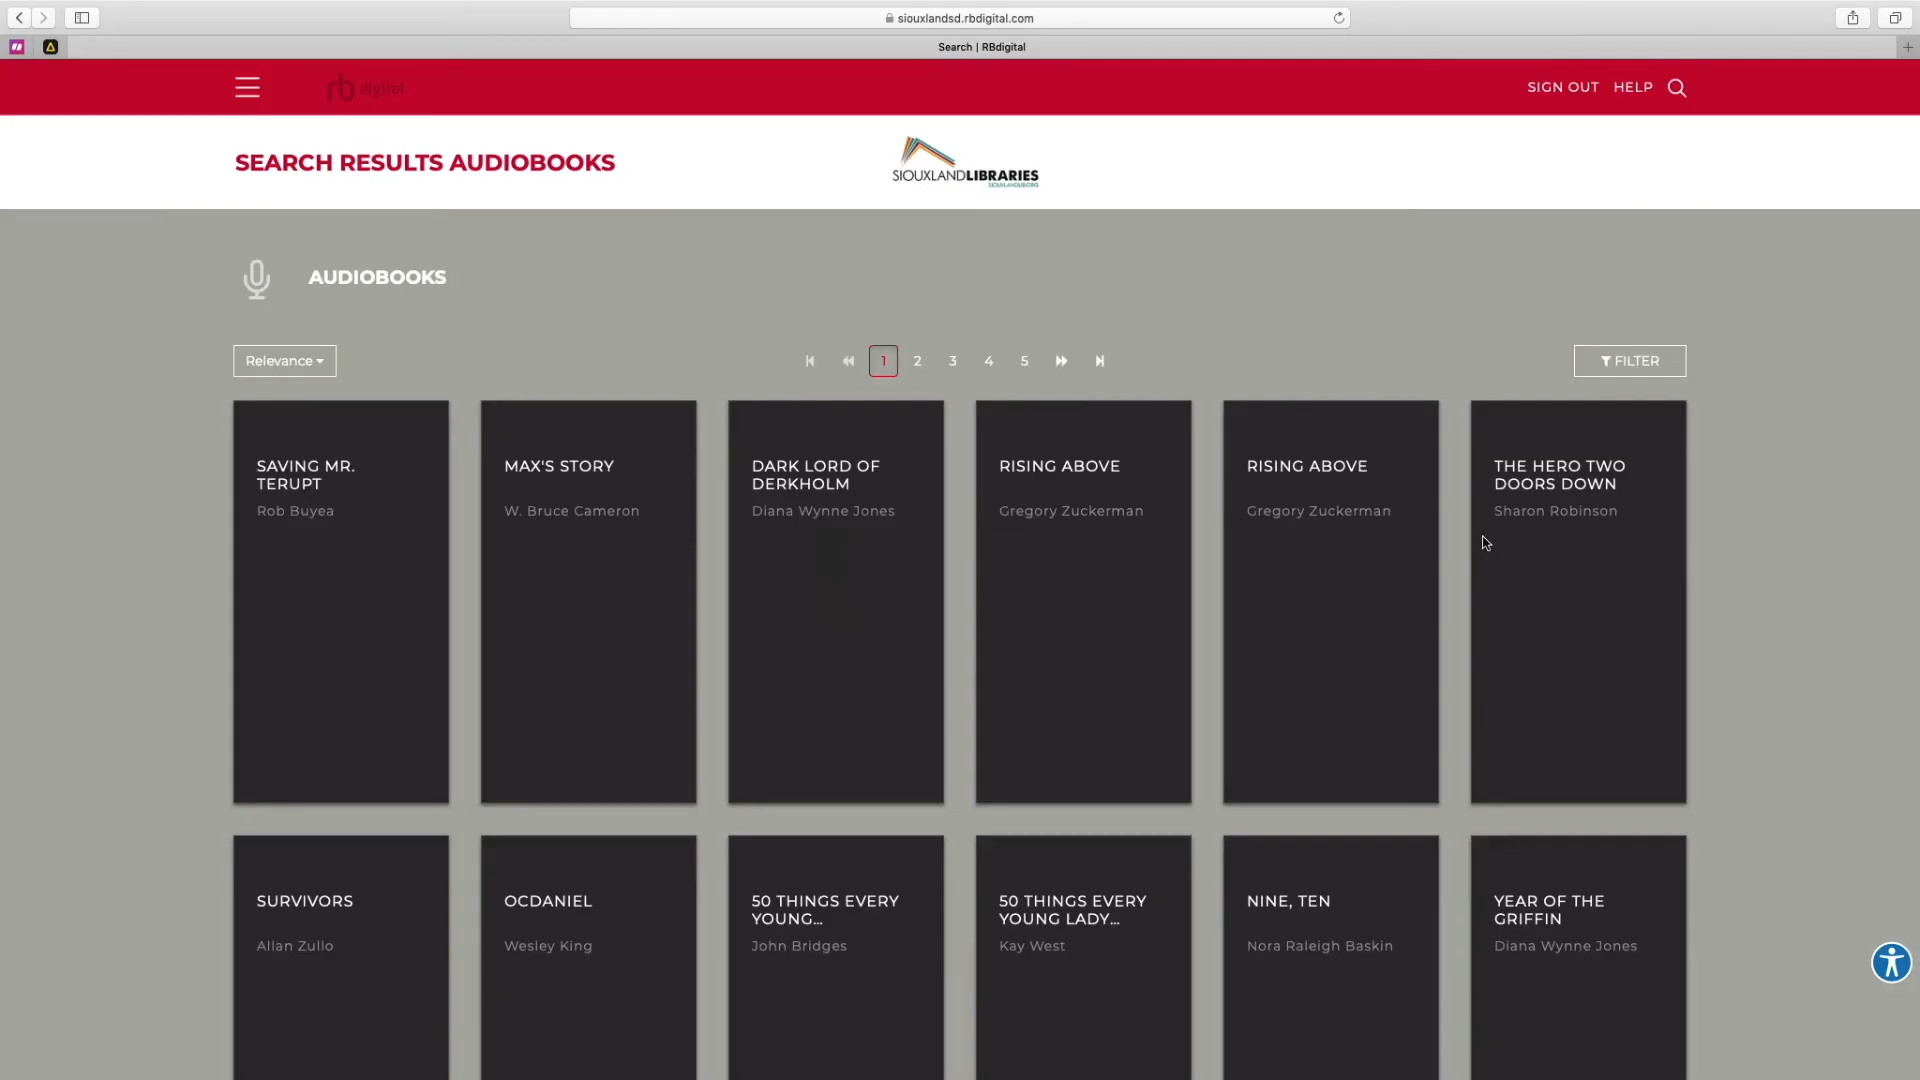 siouxlandsd.rbdigital.com
Search | RBdigital
rb digital
SIGN OUT HELP
SEARCH RESULTS AUDIOBOOKS
SIOUXLANDLIBRARIES
SIOUXLANDLIB.ORG
AUDIOBOOKS
Relevance
1 2 3 4 5
FILTER
SAVING MR.
TERUPT
Rob Buyea
MAX'S STORY
W. Bruce Cameron
DARK LORD OF
DERKHOLM
Diana Wynne Jones
RISING ABOVE
Gregory Zuckerman
RISING ABOVE
Gregory Zuckerman
THE HERO TWO
DOORS DOWN
Sharon Robinson
SURVIVORS
Allan Zullo
OCDANIEL
Wesley King
50 THINGS EVERY
YOUNG...
John Bridges
50 THINGS EVERY
YOUNG LADY...
Kay West
NINE, TEN
Nora Raleigh Baskin
YEAR OF THE
GRIFFIN
Diana Wynne Jones